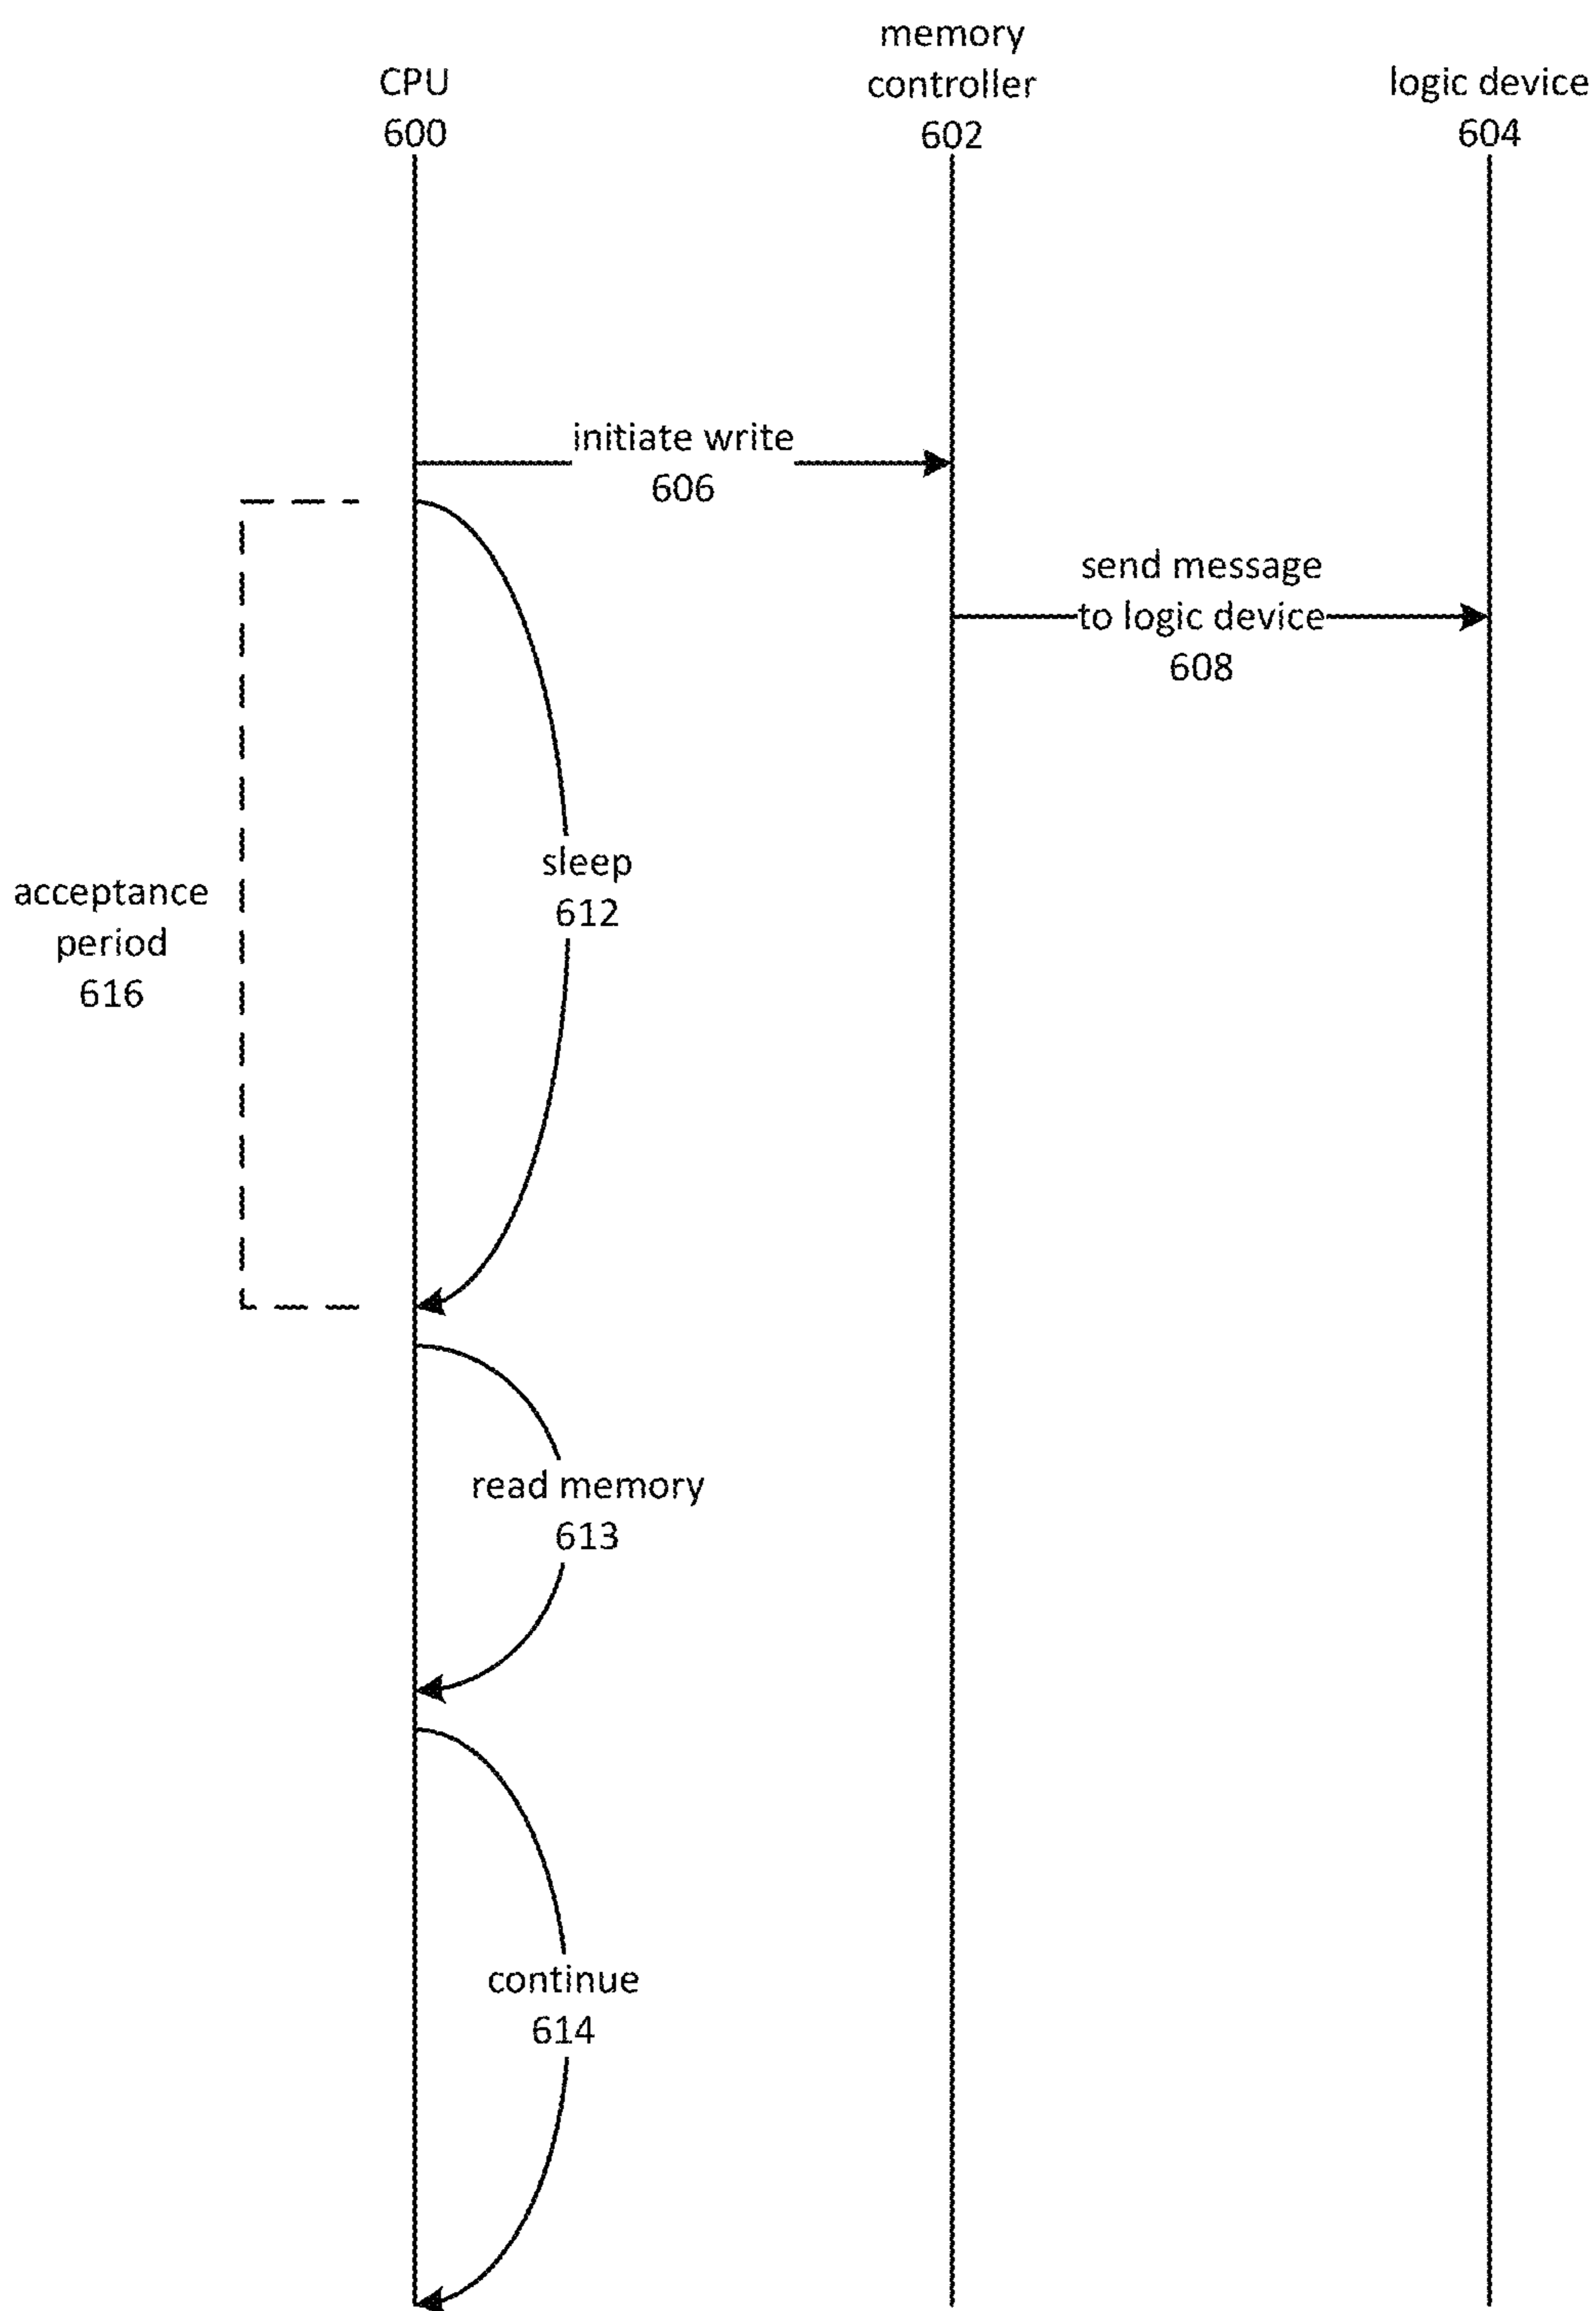 CPU
600
memory
controller
602
logic device
604
initiate write
606
send message
to logic device
608
sleep
612
acceptance
period
616
read memory
613
continue
614